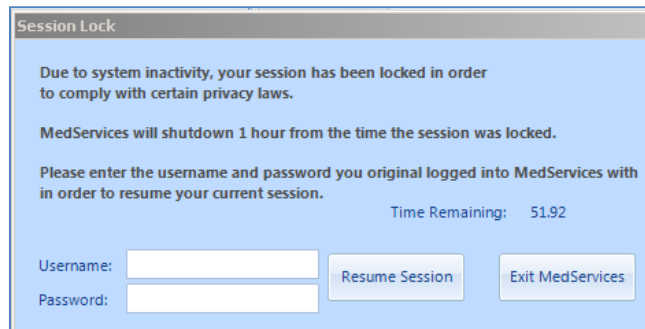 Session Lock
Due to system inactivity, your session has been locked in order
to comply with certain privacy laws.
MedServices will shutdown 1 hour from the time the session was locked.
Please enter the username and password you original logged into MedServices with
in order to resume your current session.
Time Remaining: 51.92
Username:
Resume Session Exit MedServices
Password: